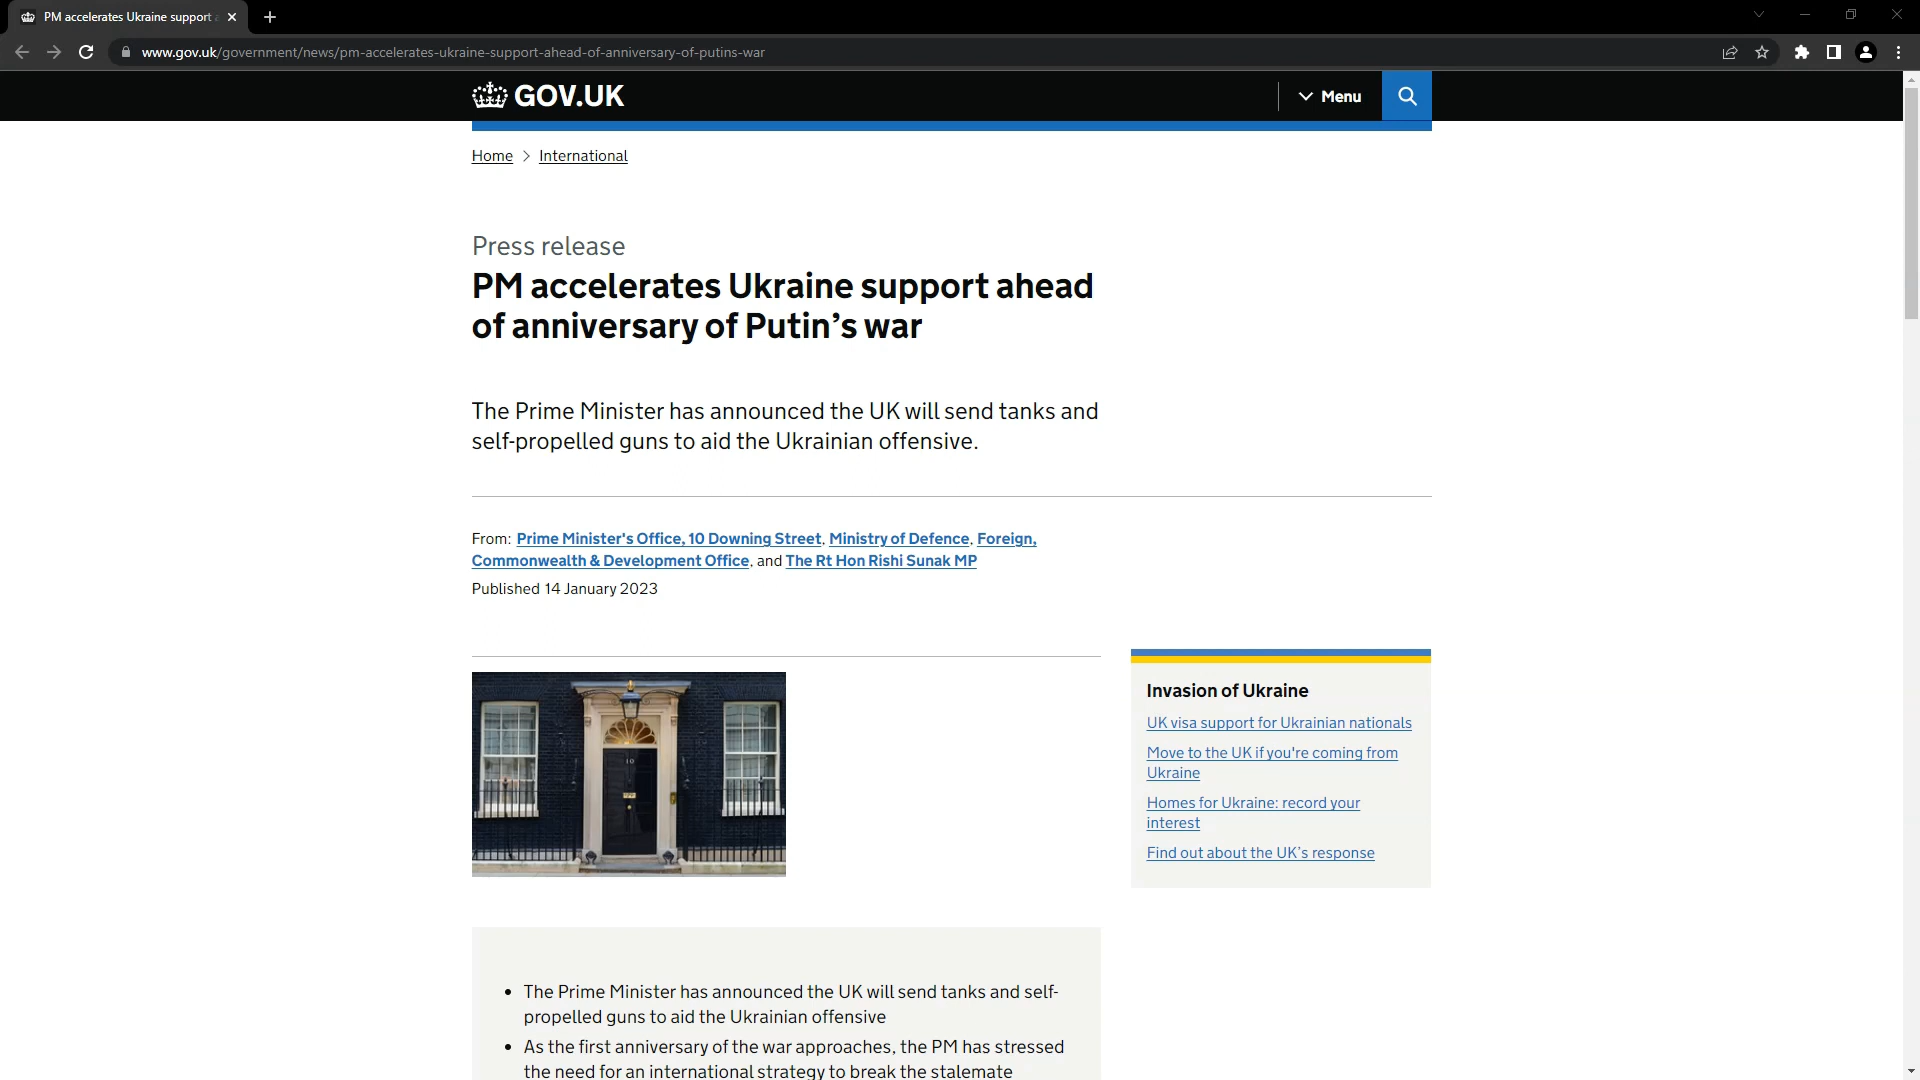 PM accelerates Ukraine support
www.gov.uk/government/news/pm-accelerates-ukraine-support-ahead-of-anniversary-of-putins-war
GOV.UK
Menu
Home
International
Press release
PM accelerates Ukraine support ahead
of anniversary of Putin’s war
The Prime Minister has announced the UK will send tanks and
self-propelled guns to aid the Ukrainian offensive.
From: Prime Minister's Office, 10 Downing Street, Ministry of Defence, Foreign,
Commonwealth & Development Office, and The Rt Hon Rishi Sunak MP
Published 14 January 2023
10
Invasion of Ukraine
UK visa support for Ukrainian nationals
Move to the UK if you're coming from
Ukraine
Homes for Ukraine: record your
interest
Find out about the UK’s response
• The Prime Minister has announced the UK will send tanks and self-
propelled guns to aid the Ukrainian offensive
• As the first anniversary of the war approaches, the PM has stressed
the need for an international strategy to break the stalemate